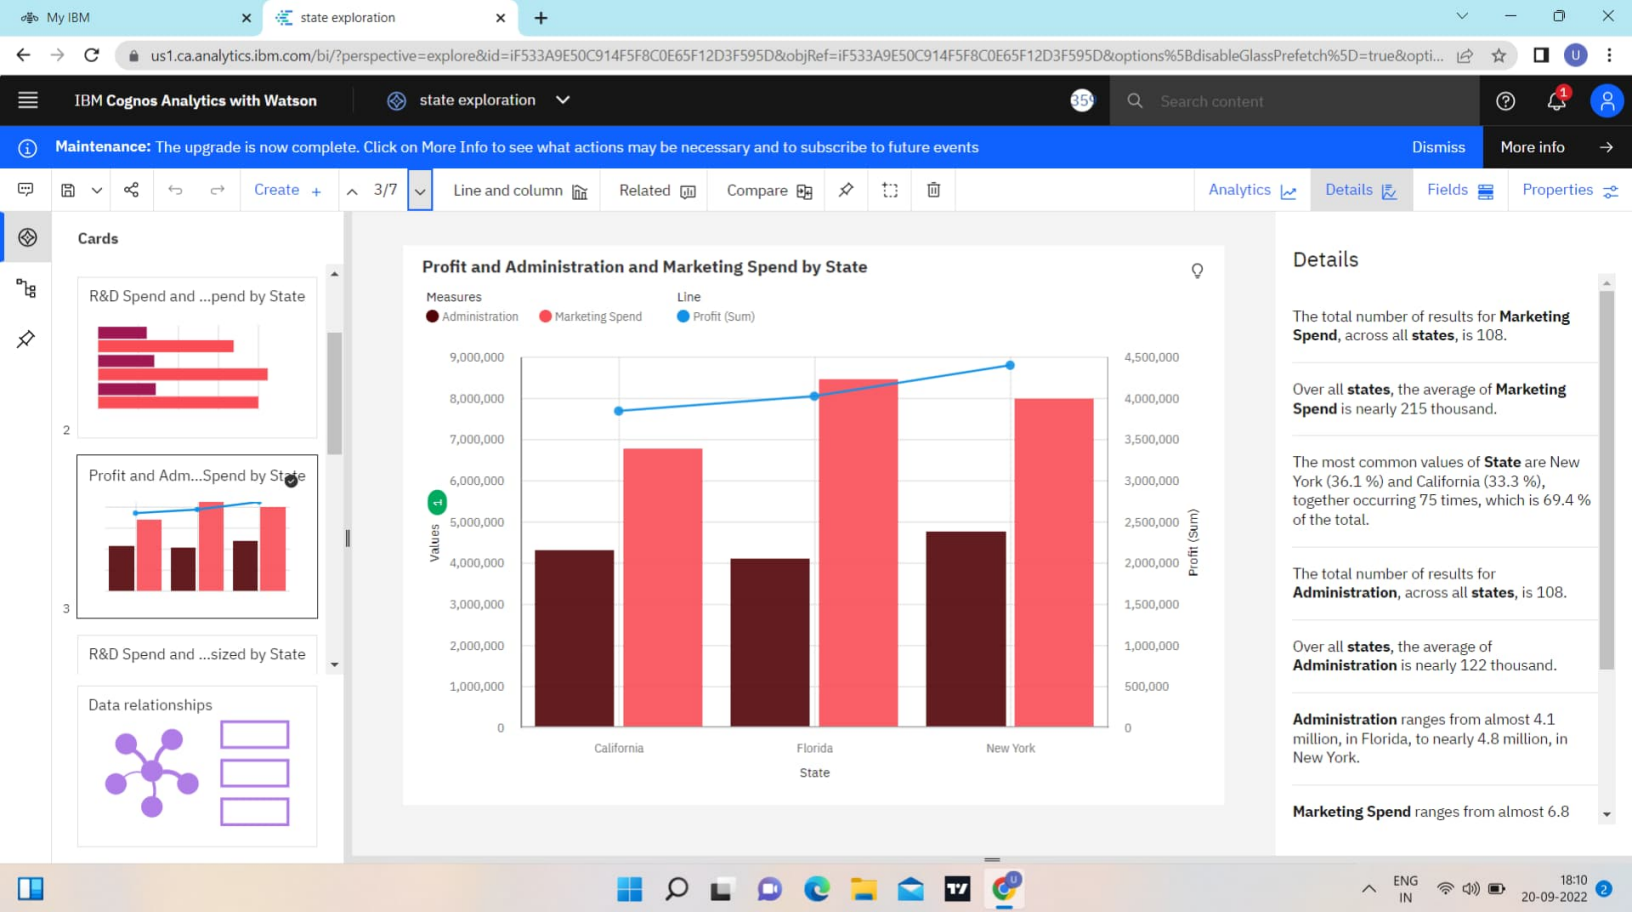 My IBM
state exploration
us1.ca.analytics.ibm.com/bi/?perspective=explore&id=iF533A9E50C914F5F8C0E65F12D3F595D&objRef=iF533A9E50C914F5F8C0E65F12D3F595D&options%5BdisableGlassPrefetch%5D=true&opti...
U
IBM Cognos Analytics with Watson
state exploration
359
Search content
1
Maintenance: The upgrade is now complete. Click on More Info to see what actions may be necessary and to subscribe to future events
Dismiss
More info
Create
3/7
Line and column
Related
Compare
Analytics
Details
Fields
Properties
Cards
R&D Spend and ...pend by State
2
Profit and Adm...Spend by State
3
R&D Spend and ...sized by State
Data relationships
Profit and Administration and Marketing Spend by State
Measures
Line
Administration
Marketing Spend
Profit (Sum)
9,000,000
8,000,000
7,000,000
6,000,000
5,000,000
4,000,000
3,000,000
2,000,000
1,000,000
0
Values
1
4,500,000
4,000,000
3,500,000
3,000,000
2,500,000
2,000,000
1,500,000
1,000,000
500,000
0
Profit (Sum)
California
Florida
New York
State
Details
The total number of results for Marketing
Spend, across all states, is 108.
Over all states, the average of Marketing
Spend is nearly 215 thousand.
The most common values of State are New
York (36.1 %) and California (33.3 %),
together occurring 75 times, which is 69.4 %
of the total.
The total number of results for
Administration, across all states, is 108.
Over all states, the average of
Administration is nearly 122 thousand.
Administration ranges from almost 4.1
million, in Florida, to nearly 4.8 million, in
New York.
Marketing Spend ranges from almost 6.8
U
ENG
IN
18:10
20-09-2022
2